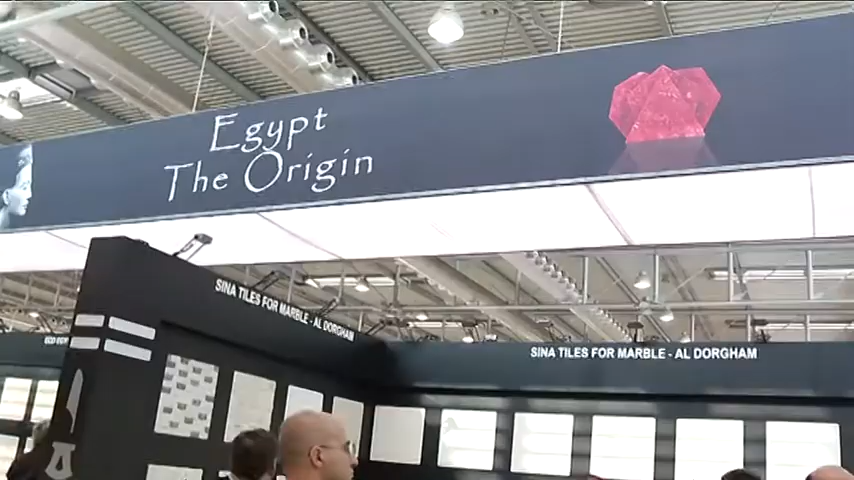 Egypt
The Origin
SINA TILES FOR MARBLE - AL DORGHAM
SINA TILES FOR MARBLE - AL DORGHAM